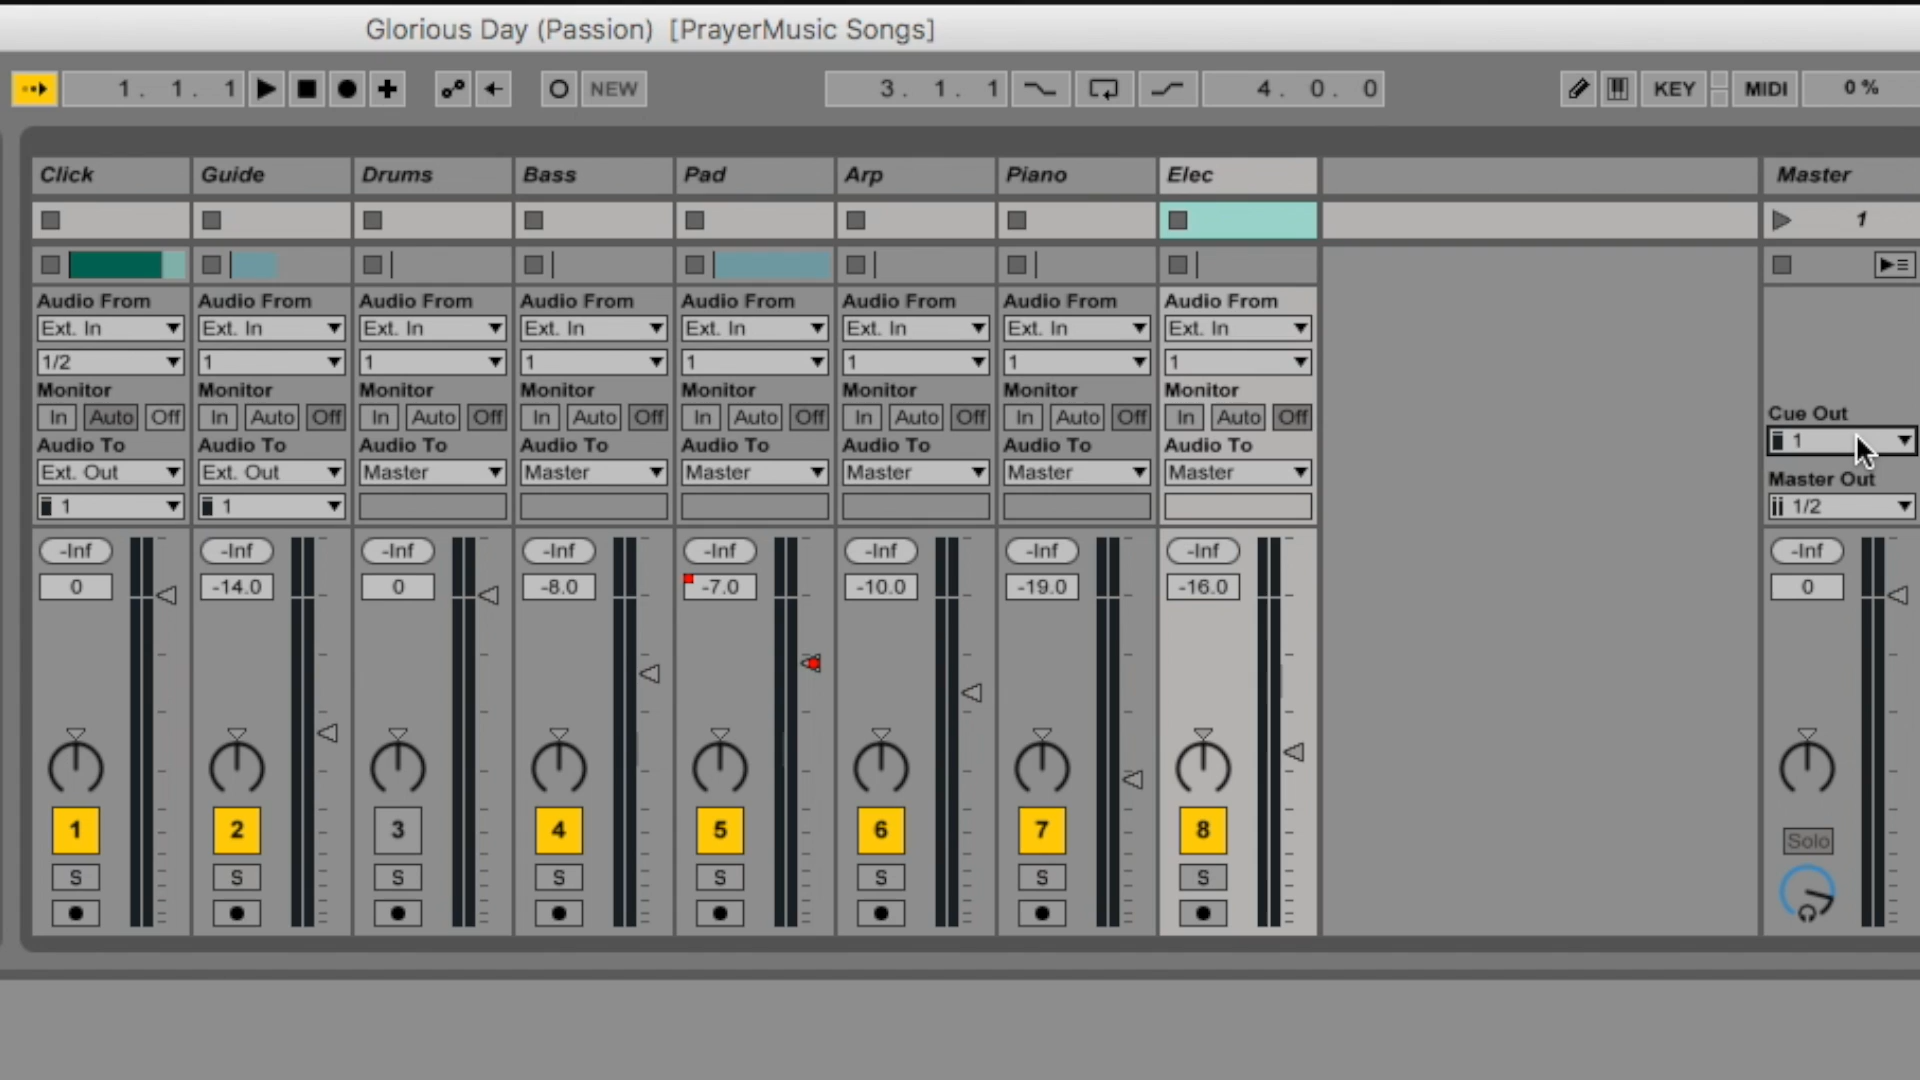 Glorious Day (Passion) [PrayerMusic Songs]
1. 1. 1 NEW 3. 1. 1 4. 0. 0 KEY MIDI 0 %
Click Guide Drums Bass Pad Arp Piano Elec Master
1
Audio From Audio From Audio From Audio From Audio From Audio From Audio From Audio From
Ext. In Ext. In Ext. In Ext. In Ext. In Ext. In Ext. In Ext. In
1/2 1 1 1 1 1 1 1
Monitor Monitor Monitor Monitor Monitor Monitor Monitor Monitor
In Auto Off In Auto Off In Auto Off In Auto Off In Auto Off In Auto Off In Auto Off In Auto Off Cue Out
Audio To Audio To Audio To Audio To Audio To Audio To Audio To Audio To 1
Ext. Out Ext. Out Master Master Master Master Master Master Master Out
1 1 1/2
-Inf -Inf -Inf -Inf -Inf -Inf -Inf -Inf -Inf
0 -14.0 0 -8.0 -7.0 -10.0 -19.0 -16.0 0
1 2 3 4 5 6 7 8 Solo
S S S S S S S S